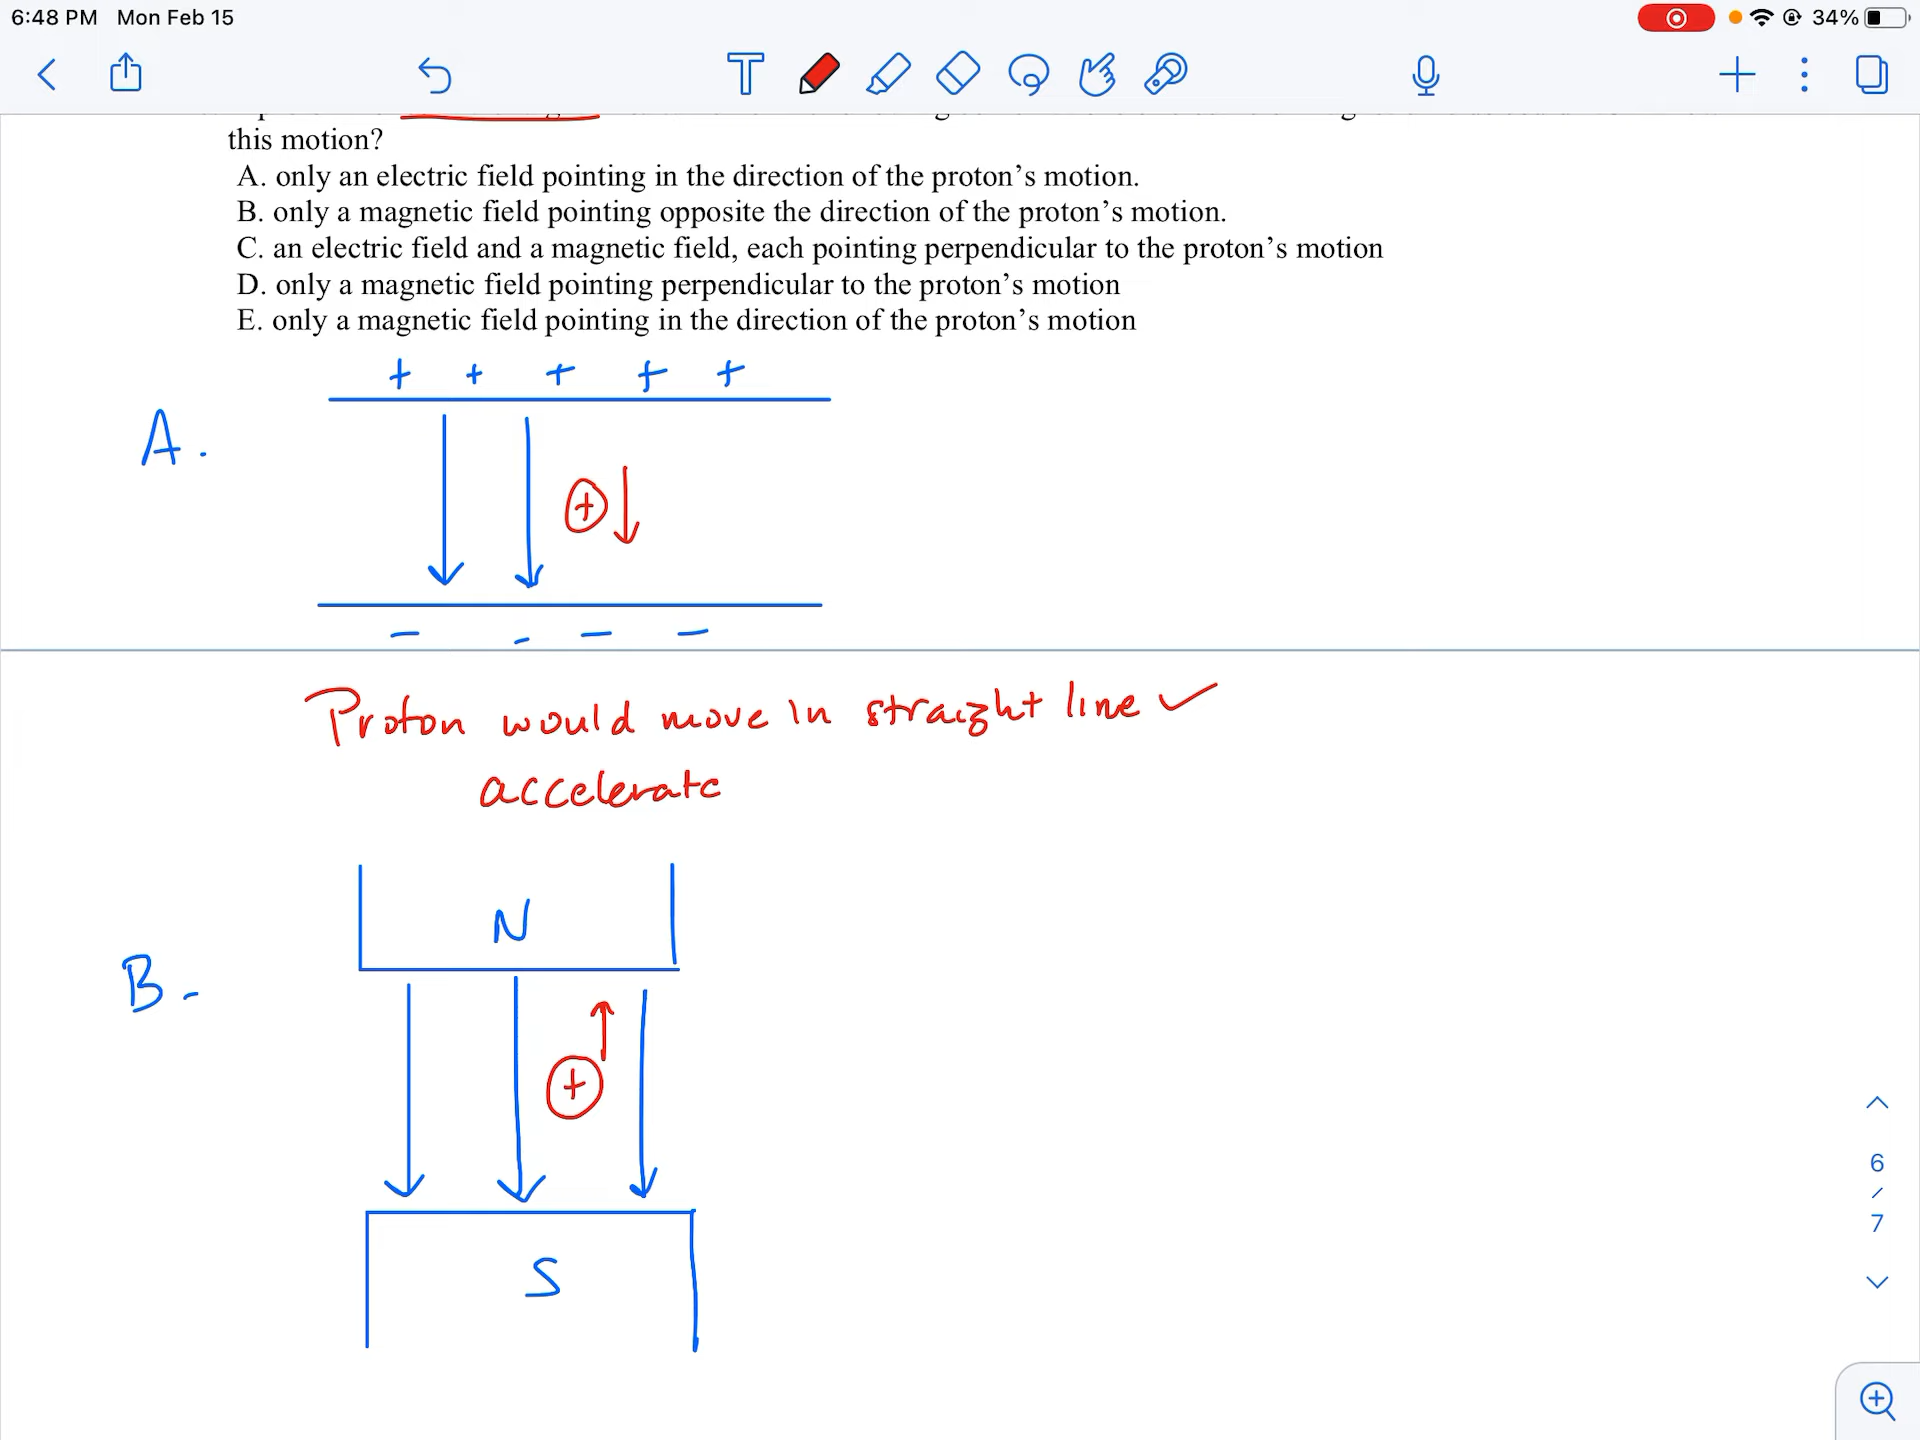 6:48 PM Mon Feb 15
34%
T
this motion?
A. only an electric field pointing in the direction of the proton’s motion.
B. only a magnetic field pointing opposite the direction of the proton’s motion.
C. an electric field and a magnetic field, each pointing perpendicular to the proton’s motion
D. only a magnetic field pointing perpendicular to the proton’s motion
E. only a magnetic field pointing in the direction of the proton’s motion
+ + + + +
A.
+
- - - -
Proton would move in straight line ✓
accelerate
N
B.
+
S
6
/
7